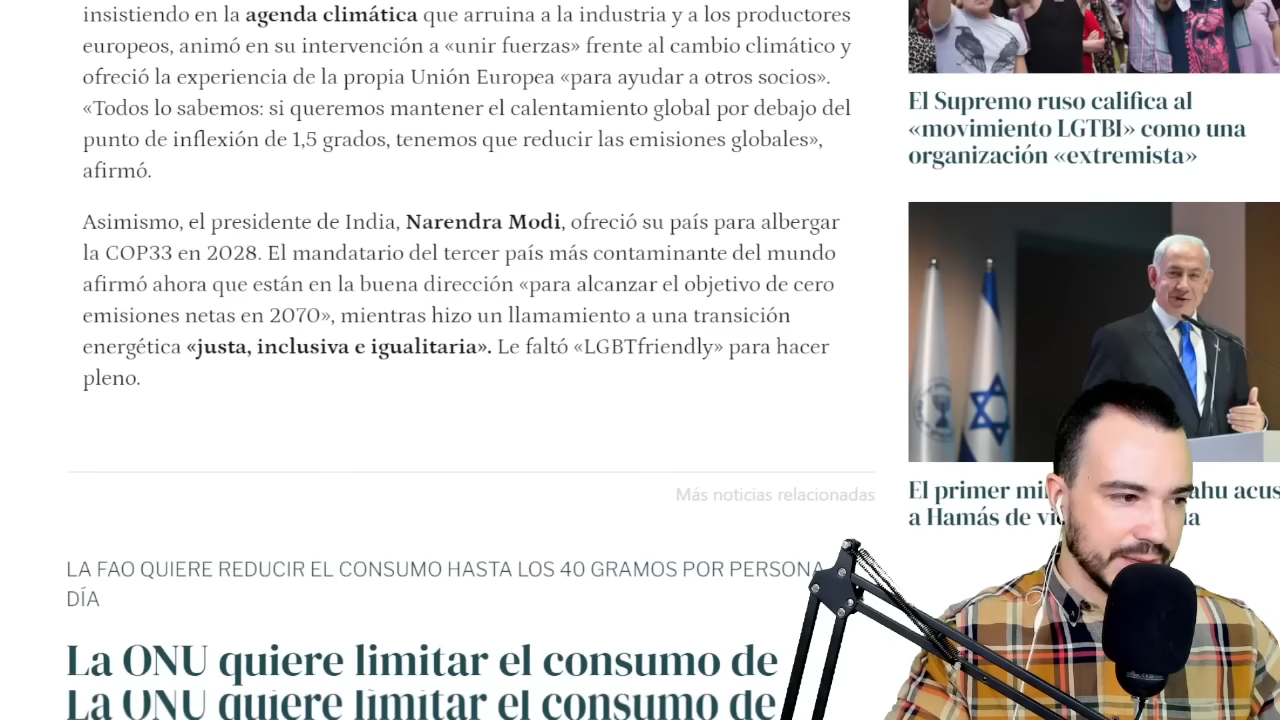 insistiendo en la agenda climática que arruina a la industria y a los productores
europeos, animó en su intervención a «unir fuerzas» frente al cambio climático y
ofreció la experiencia de la propia Unión Europea «para ayudar a otros socios».
«Todos lo sabemos: si queremos mantener el calentamiento global por debajo del
punto de inflexión de 1,5 grados, tenemos que reducir las emisiones globales»,
afirmó.
Asimismo, el presidente de India, Narendra Modi, ofreció su país para albergar
la COP33 en 2028. El mandatario del tercer país más contaminante del mundo
afirmó ahora que están en la buena dirección «para alcanzar el objetivo de cero
emisiones netas en 2070», mientras hizo un llamamiento a una transición
energética «justa, inclusiva e igualitaria». Le faltó «LGBTfriendly» para hacer
pleno.
Más noticias relacionadas
LA FAO QUIERE REDUCIR EL CONSUMO HASTA LOS 40 GRAMOS POR PERSONA
DÍA
La ONU quiere limitar el consumo de
La ONU quiere limitar el consumo de
El Supremo ruso califica al
«movimiento LGTBI» como una
organización «extremista»
El primer
a Hamás de